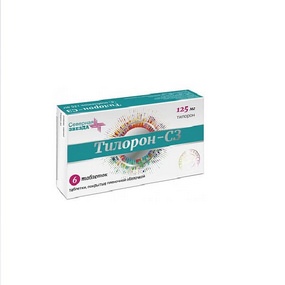 Северная
ЗВЕЗДА
125 мг
тилорон
Тилорон-СЗ
6 таблеток
таблетки, покрытые пленочной оболочкой